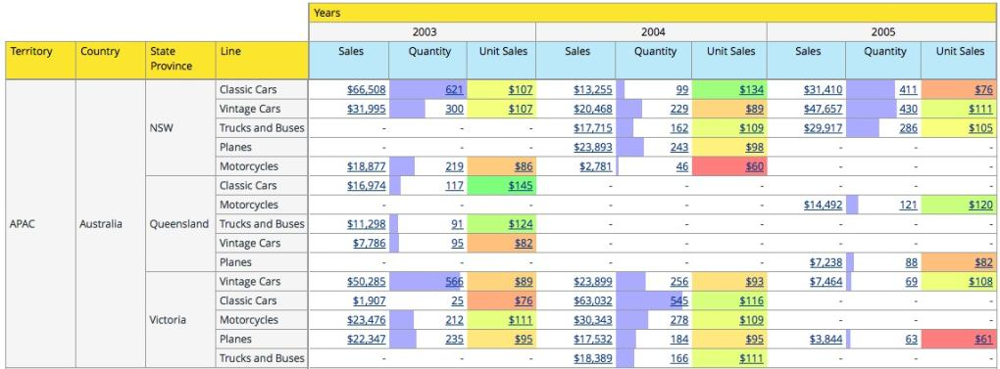 Years
2003 2004 2005
Territory Country State Province Line Sales Quantity Unit Sales Sales Quantity Unit Sales Sales Quantity Unit Sales
APAC Australia NSW Classic Cars $66,508 621 $107 $13,255 99 $134 $31,410 411 $76
Vintage Cars $31,995 300 $107 $20,468 229 $89 $47,657 430 $111
Trucks and Buses - - - $17,715 162 $109 $29,917 286 $105
Planes - - - $23,893 243 $98 - - -
Motorcycles $18,877 219 $86 $2,781 46 $60 - - -
Queensland Classic Cars $16,974 117 $145 - - - - - -
Motorcycles - - - - - - $14,492 121 $120
Trucks and Buses $11,298 91 $124 - - - - - -
Vintage Cars $7,786 95 $82 - - - - - -
Planes - - - - - - $7,238 88 $82
Victoria Vintage Cars $50,285 566 $89 $23,899 256 $93 $7,464 69 $108
Classic Cars $1,907 25 $76 $63,032 545 $116 - - -
Motorcycles $23,476 212 $111 $30,343 278 $109 - - -
Planes $22,347 235 $95 $17,532 184 $95 $3,844 63 $61
Trucks and Buses - - - $18,389 166 $111 - - -